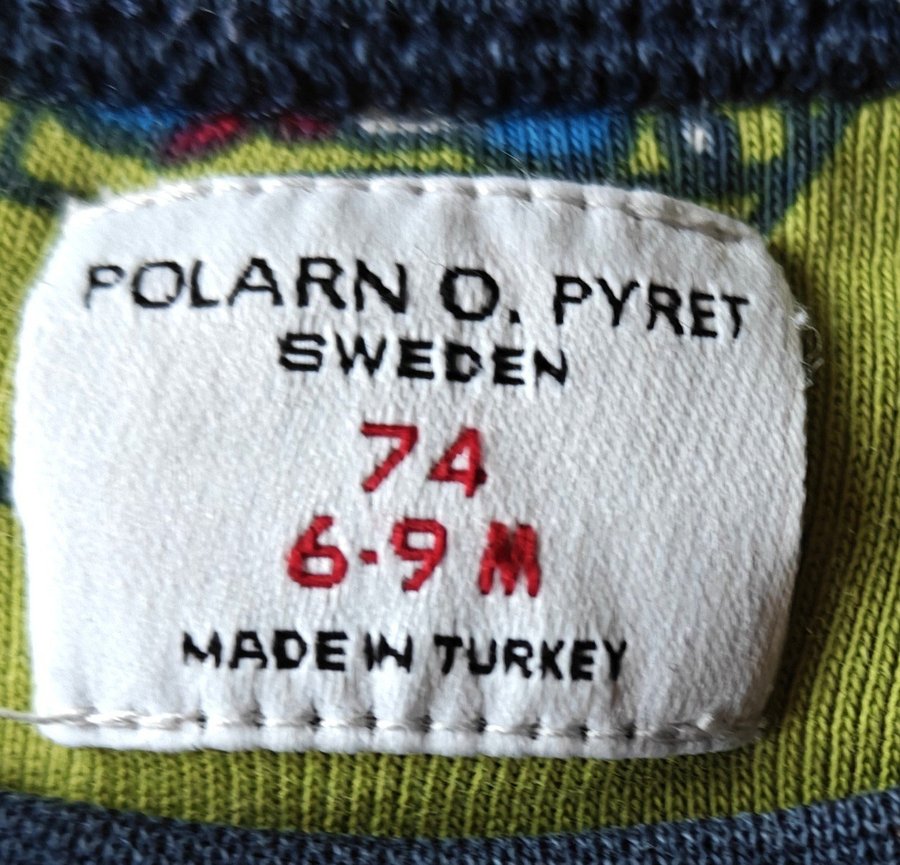 POLARN O. PYRET
SWEDEN
74
6-9 M
MADE IN TURKEY